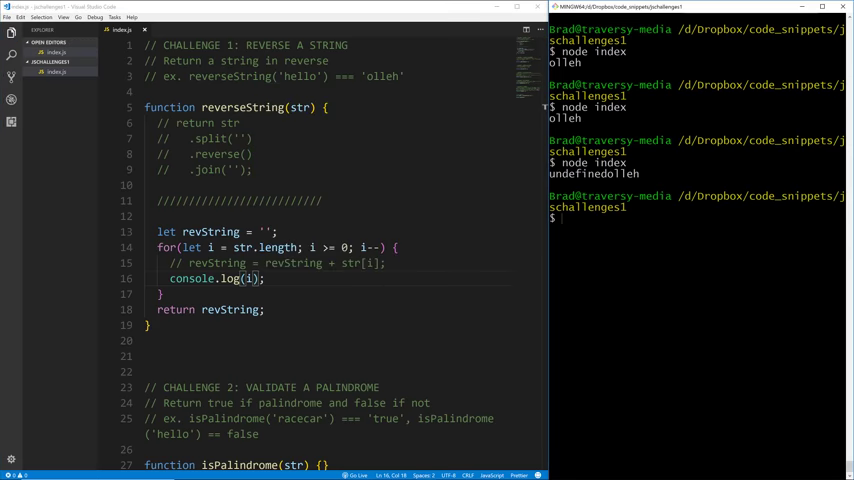 index.js - Visual Studio Code
File Edit Selection View Go Debug Tasks Help
EXPLORER
OPEN EDITORS
index.js
JSCHALLENGES1
index.js
index.js
1 // CHALLENGE 1: REVERSE A STRING
2 // Return a string in reverse
3 // ex. reverseString('hello') === 'olleh'
4
5 function reverseString(str) {
6 // return str
7 //   .split('')
8 //   .reverse()
9 //   .join('');
10
11 //////////////////////////
12
13 let revString = '';
14 for(let i = str.length; i >= 0; i--) {
15 // revString = revString + str[i];
16 console.log(i);
17 }
18 return revString;
19 }
20
21
22
23 // CHALLENGE 2: VALIDATE A PALINDROME
24 // Return true if palindrome and false if not
25 // ex. isPalindrome('racecar') === 'true', isPalindrome
('hello') == false
26
27 function isPalindrome(str) {}
0 0 Go Live Ln 16, Col 18 Spaces: 2 UTF-8 CRLF JavaScript Prettier
MINGW64:/d/Dropbox/code_snippets/jschallenges1
Brad@traversy-media /d/Dropbox/code_snippets/j
schallenges1
$ node index
olleh
Brad@traversy-media /d/Dropbox/code_snippets/j
schallenges1
$ node index
olleh
Brad@traversy-media /d/Dropbox/code_snippets/j
schallenges1
$ node index
undefinedolleh
Brad@traversy-media /d/Dropbox/code_snippets/j
schallenges1
$